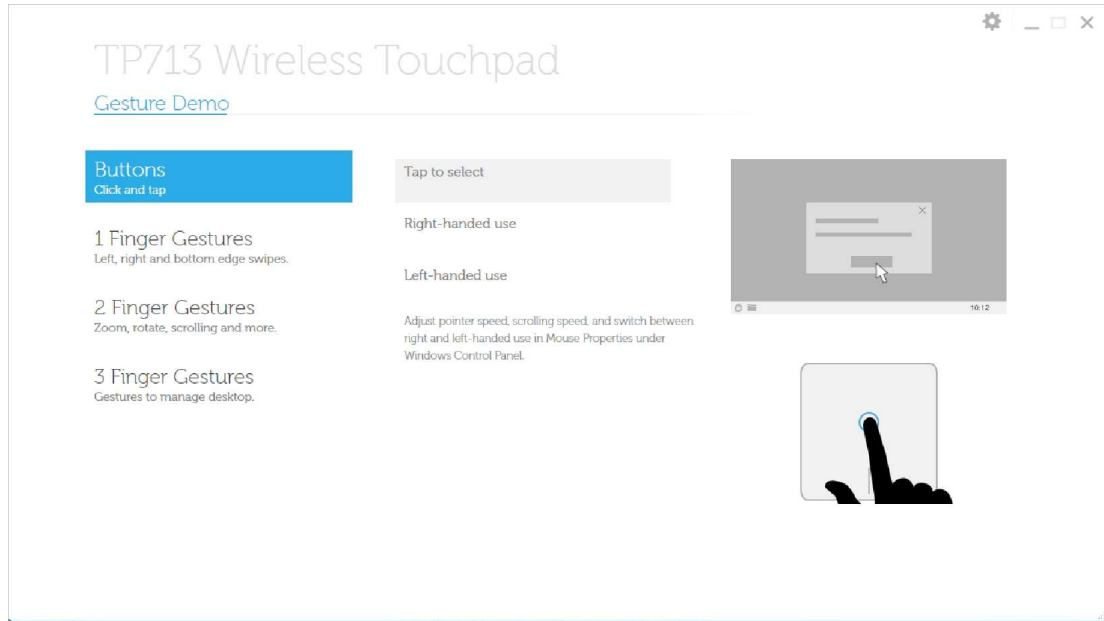 TP713 Wireless Touchpad
Gesture Demo
Buttons
Click and tap
1 Finger Gestures
Left, right and bottom edge swipes.
2 Finger Gestures
Zoom, rotate, scrolling and more.
3 Finger Gestures
Gestures to manage desktop.
Tap to select
Right-handed use
Left-handed use
Adjust pointer speed, scrolling speed, and switch between
right and left-handed use in Mouse Properties under
Windows Control Panel.
10:12